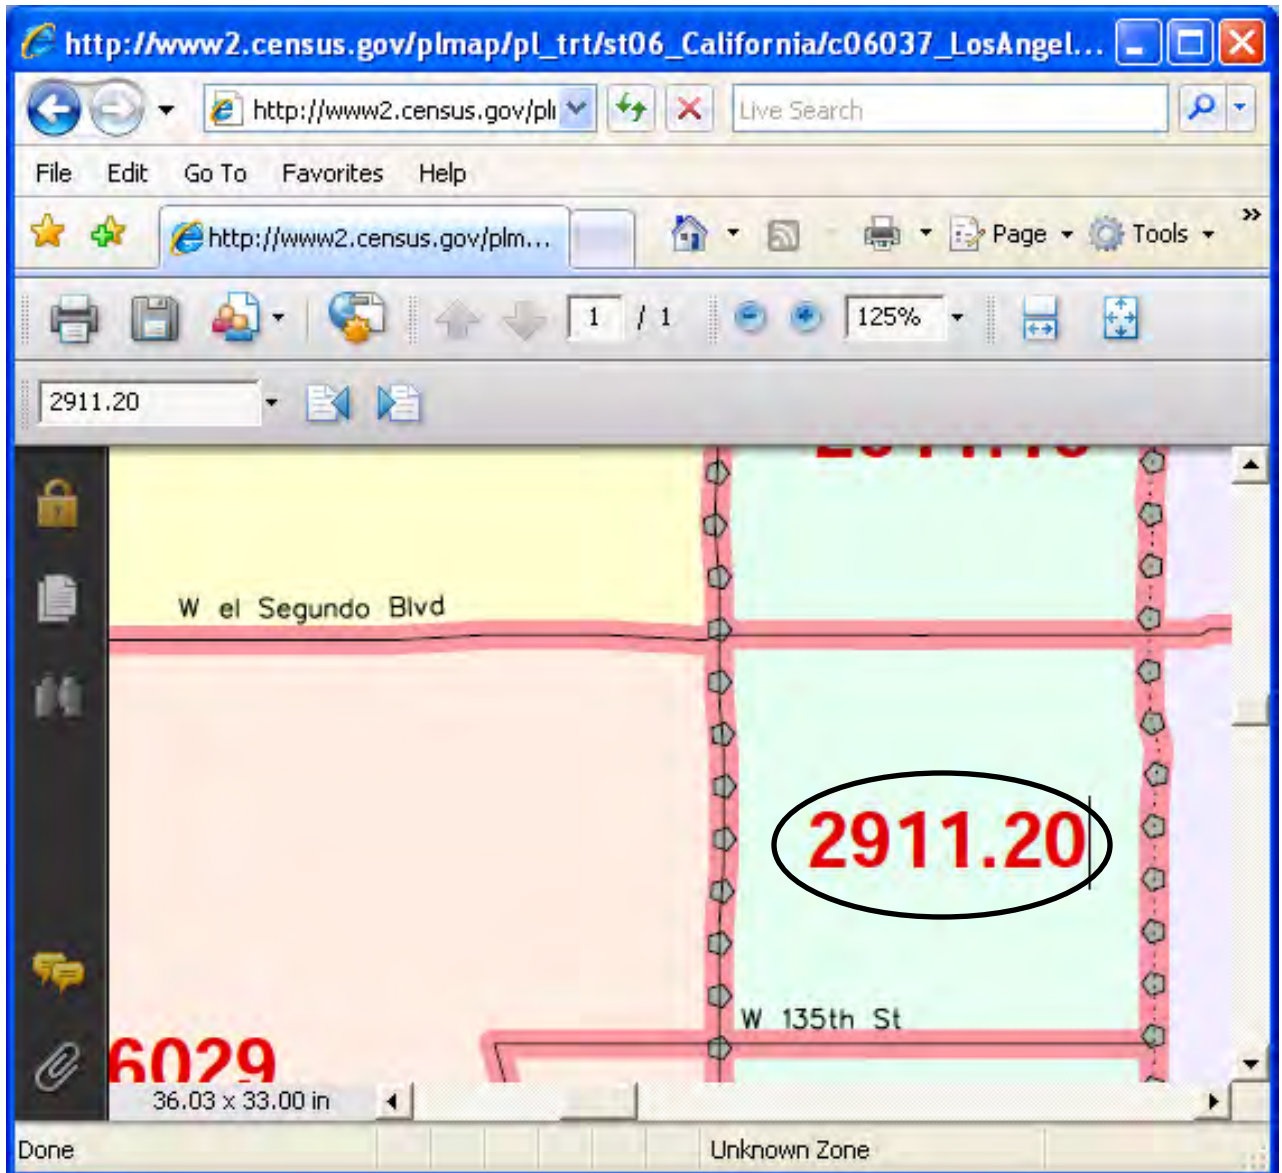 http://www2.census.gov/plmap/pl_trt/st06_California/c06037_LosAngel...
http://www2.census.gov/pl
Live Search
File Edit Go To Favorites Help
http://www2.census.gov/plm...
Page Tools »
1 / 1 125%
2911.20
W el Segundo Blvd
2911.20
W 135th St
6029
36.03 x 33.00 in
Done Unknown Zone